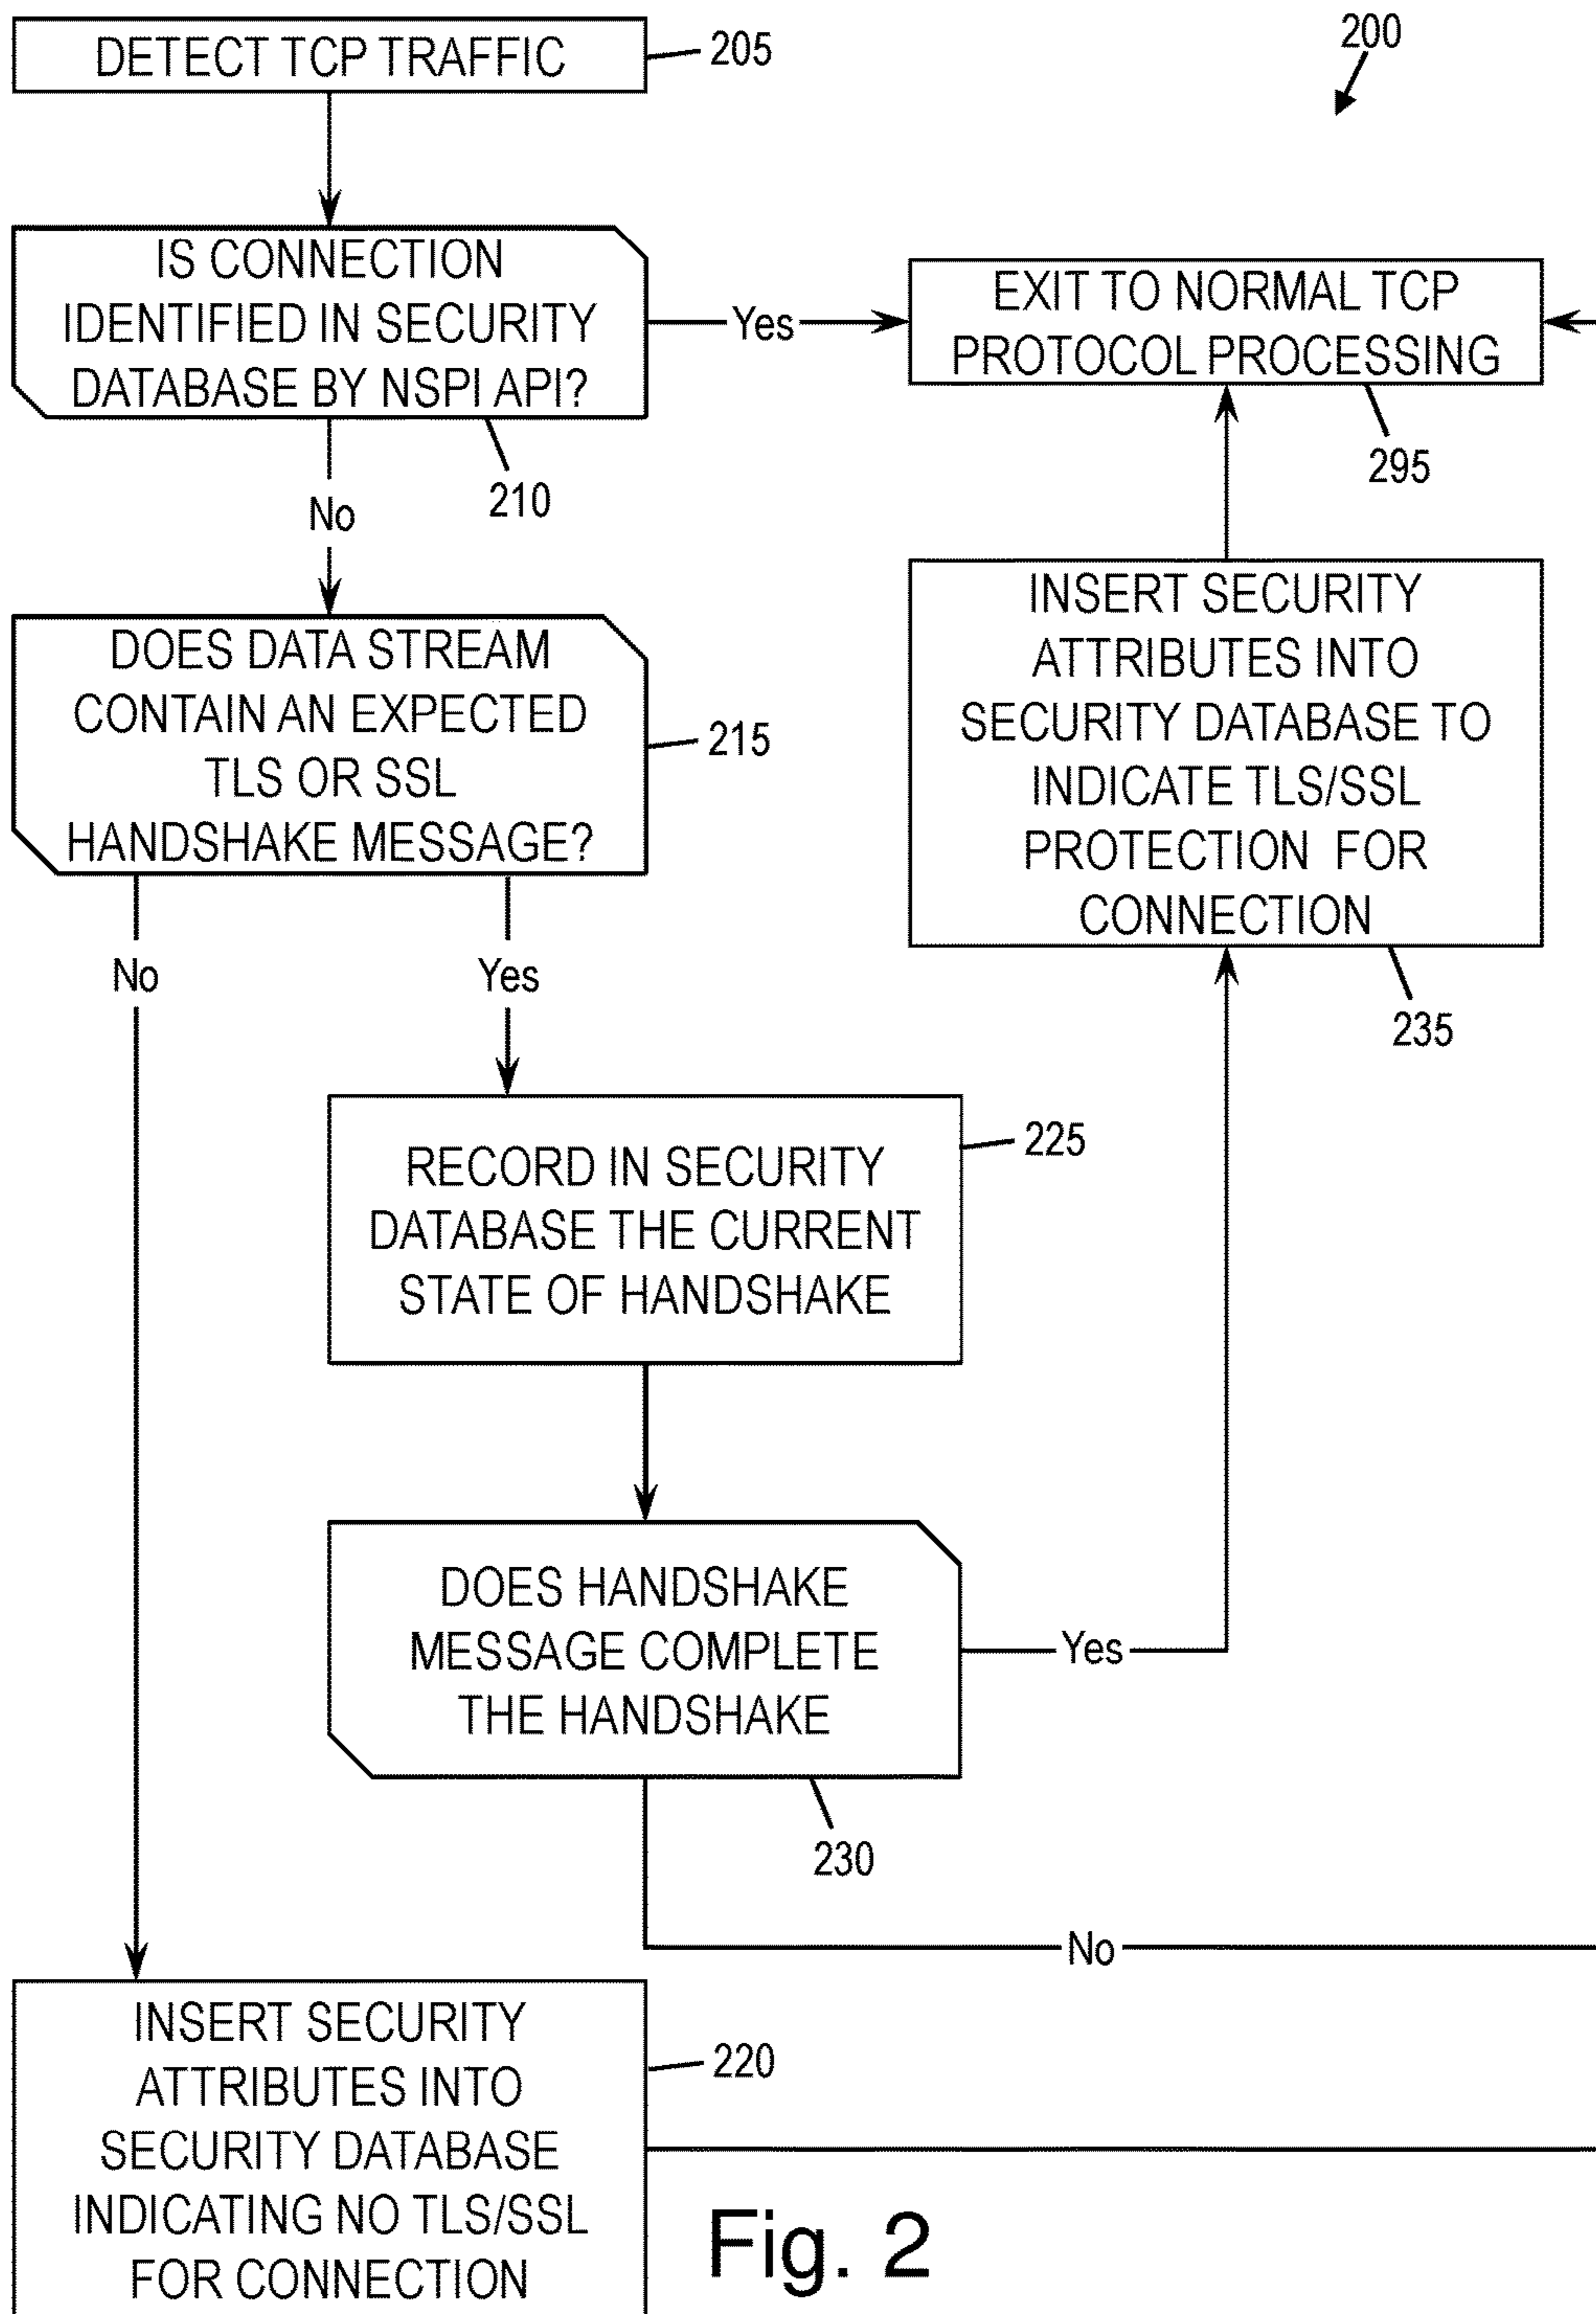 DETECT TCP TRAFFIC
205
200
IS CONNECTION
IDENTIFIED IN SECURITY
DATABASE BY NSPI API?
210
Yes
EXIT TO NORMAL TCP
PROTOCOL PROCESSING
295
No
DOES DATA STREAM
CONTAIN AN EXPECTED
TLS OR SSL
HANDSHAKE MESSAGE?
215
INSERT SECURITY
ATTRIBUTES INTO
SECURITY DATABASE TO
INDICATE TLS/SSL
PROTECTION FOR
CONNECTION
235
No
Yes
RECORD IN SECURITY
DATABASE THE CURRENT
STATE OF HANDSHAKE
225
DOES HANDSHAKE
MESSAGE COMPLETE
THE HANDSHAKE
230
Yes
No
INSERT SECURITY
ATTRIBUTES INTO
SECURITY DATABASE
INDICATING NO TLS/SSL
FOR CONNECTION
220
Fig. 2